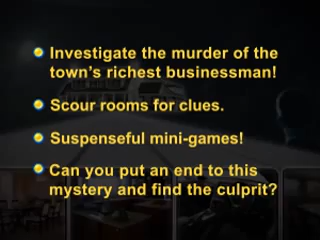 Investigate the murder of the
town's richest businessman!
Scour rooms for clues.
Suspenseful mini-games!
Can you put an end to this
mystery and find the culprit?